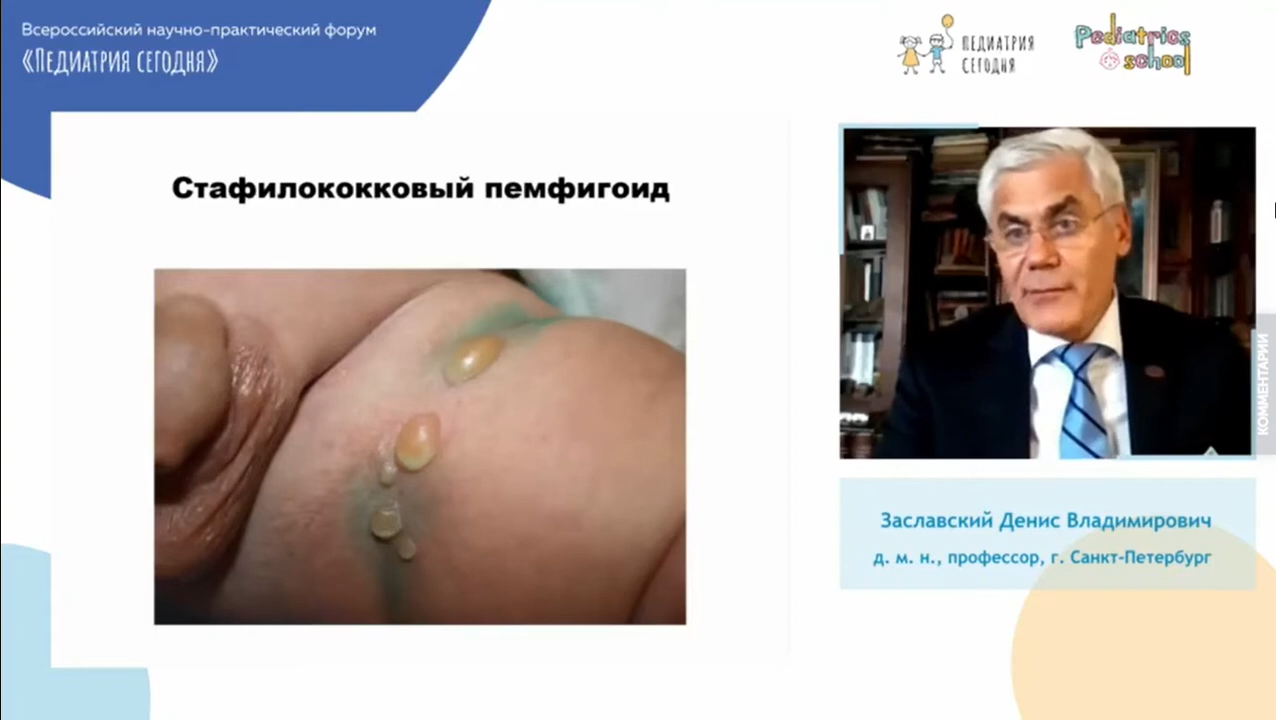 Всероссийский научно-практический форум
«Педиатрия сегодня»
ПЕДИАТРИЯ
СЕГОДНЯ
Pediatrics
school
Стафилококковый пемфигоид
КОММЕНТАРИИ
Заславский Денис Владимирович
д. м. н., профессор, г. Санкт-Петербург